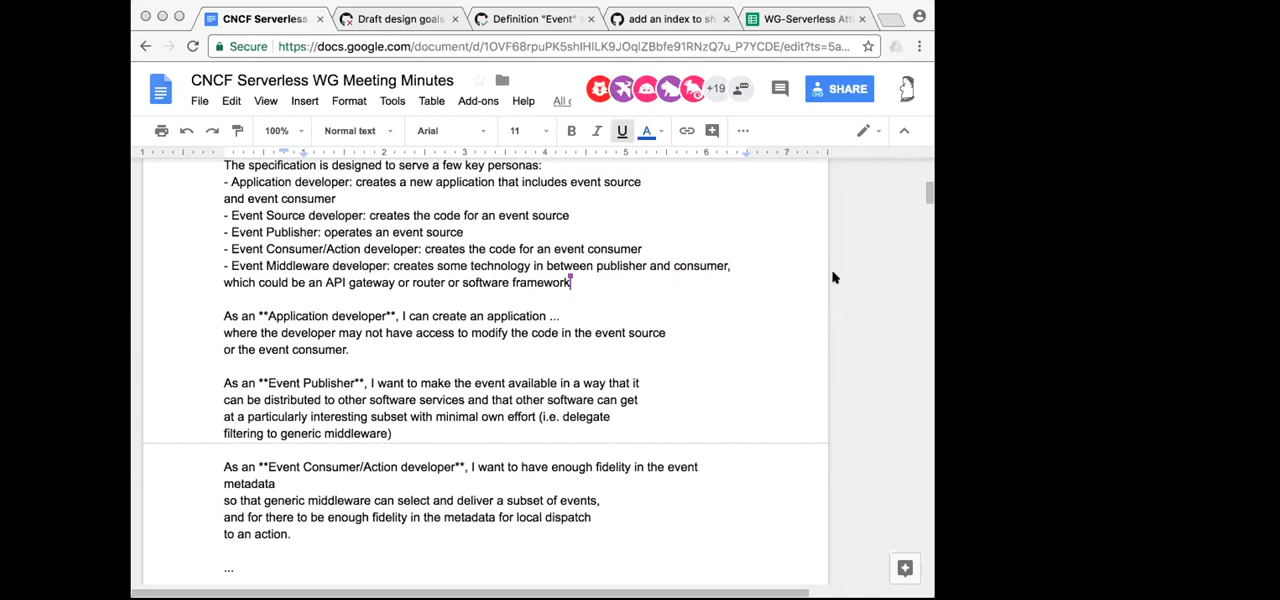 CNCF Serverless
Draft design goals
Definition "Event"
add an index to sh
WG-Serverless Att
Secure
https://docs.google.com/document/d/1OVF68rpuPK5shIHILK9JOqlZBbfe91RNzQ7u_P7YCDE/edit?ts=5a...
CNCF Serverless WG Meeting Minutes
+19
SHARE
File Edit View Insert Format Tools Table Add-ons Help All c
100% Normal text Arial 11 B I U A
1 1 2 3 4 5 6 7
The specification is designed to serve a few key personas:
- Application developer: creates a new application that includes event source
and event consumer
- Event Source developer: creates the code for an event source
- Event Publisher: operates an event source
- Event Consumer/Action developer: creates the code for an event consumer
- Event Middleware developer: creates some technology in between publisher and consumer,
which could be an API gateway or router or software framework
As an **Application developer**, I can create an application ...
where the developer may not have access to modify the code in the event source
or the event consumer.
As an **Event Publisher**, I want to make the event available in a way that it
can be distributed to other software services and that other software can get
at a particularly interesting subset with minimal own effort (i.e. delegate
filtering to generic middleware)
As an **Event Consumer/Action developer**, I want to have enough fidelity in the event
metadata
so that generic middleware can select and deliver a subset of events,
and for there to be enough fidelity in the metadata for local dispatch
to an action.
...